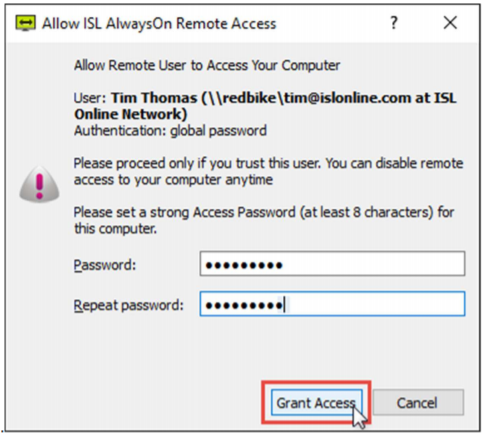 Allow ISL AlwaysOn Remote Access
?
Allow Remote User to Access Your Computer
User: Tim Thomas (\\redbike\tim@islonline.com at ISL
Online Network)
Authentication: global password
Please proceed only if you trust this user. You can disable remote
access to your computer anytime
Please set a strong Access Password (at least 8 characters) for
this computer.
Password: ●●●●●●●●●
Repeat password: ●●●●●●●●●
Grant Access Cancel